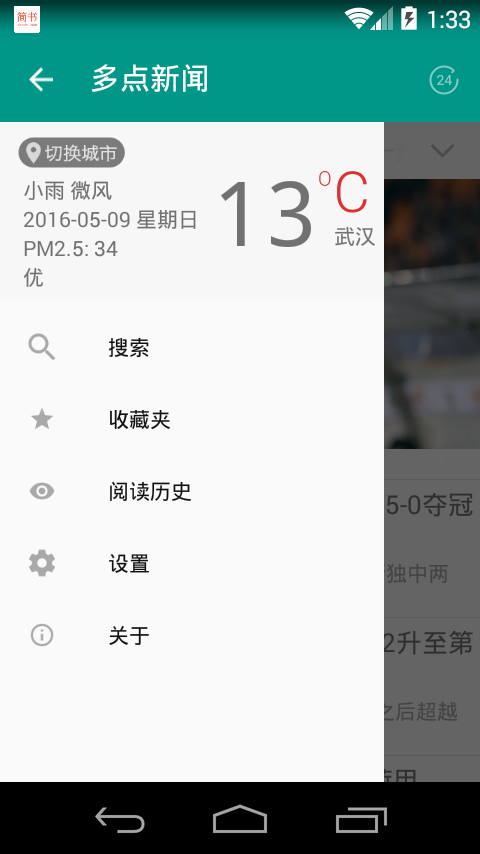 简书
1:33
多点新闻
24
切换城市
小雨 微风
2016-05-09 星期日
PM2.5: 34
优
13
°C
武汉
搜索
收藏夹
阅读历史
设置
关于
5-0夺冠
独中两
2升至第
之后超越